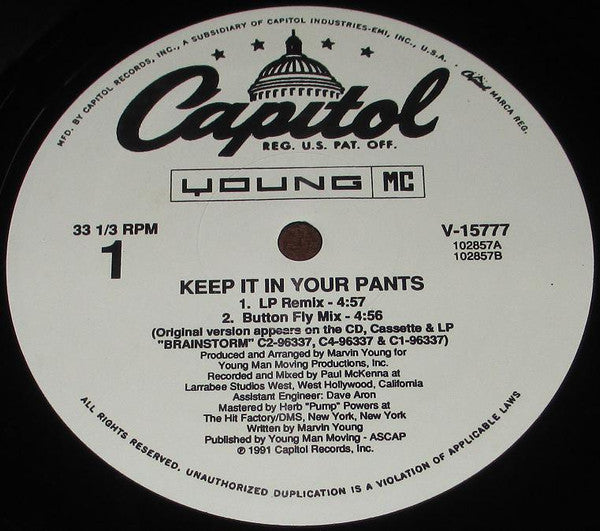 MFD. BY CAPITOL RECORDS, INC., A SUBSIDIARY OF CAPITOL INDUSTRIES-EMI, INC., U.S.A. • Capitol MARCA REG.
Capitol
REG. U.S. PAT. OFF.
YOUNG MC
33 1/3 RPM
1
V-15777
102857A
102857B
KEEP IT IN YOUR PANTS
1. LP Remix - 4:57
2. Button Fly Mix - 4:56
(Original version appears on the CD, Cassette & LP
"BRAINSTORM" C2-96337, C4-96337 & C1-96337)
Produced and Arranged by Marvin Young for
Young Man Moving Productions, Inc.
Recorded and Mixed by Paul McKenna at
Larrabee Studios West, West Hollywood, California
Assistant Engineer: Dave Aron
Mastered by Herb "Pump" Powers at
The Hit Factory/DMS, New York, New York
Written by Marvin Young
Published by Young Man Moving - ASCAP
℗ 1991 Capitol Records, Inc.
ALL RIGHTS RESERVED. UNAUTHORIZED DUPLICATION IS A VIOLATION OF APPLICABLE LAWS